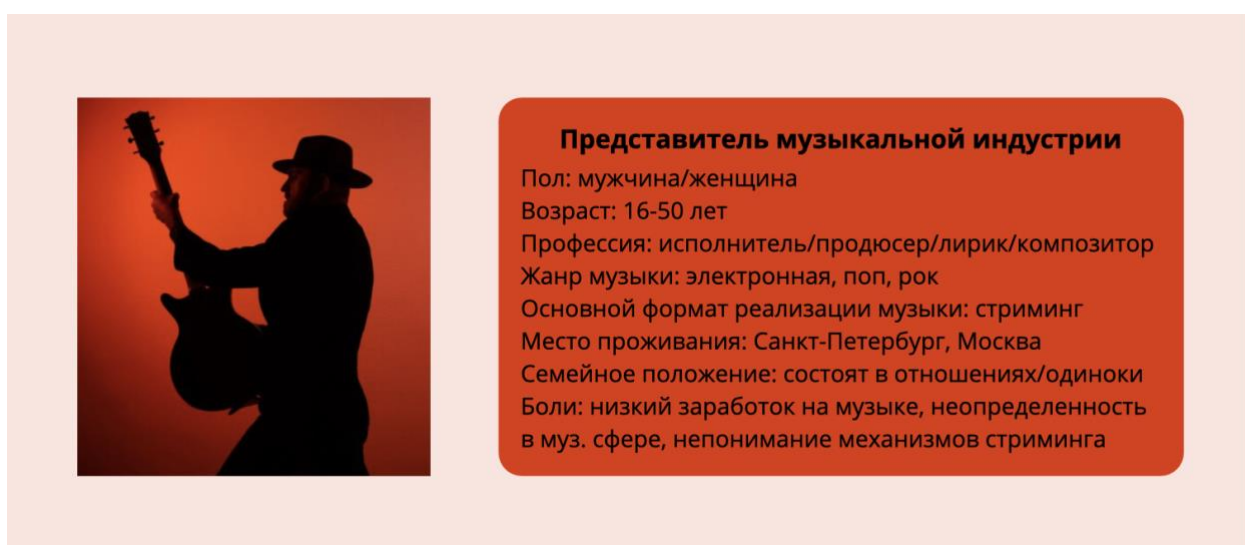 Представитель музыкальной индустрии
Пол: мужчина/женщина
Возраст: 16-50 лет
Профессия: исполнитель/продюсер/лирик/композитор
Жанр музыки: электронная, поп, рок
Основной формат реализации музыки: стриминг
Место проживания: Санкт-Петербург, Москва
Семейное положение: состоят в отношениях/одиноки
Боли: низкий заработок на музыке, неопределенность
в муз. сфере, непонимание механизмов стриминга